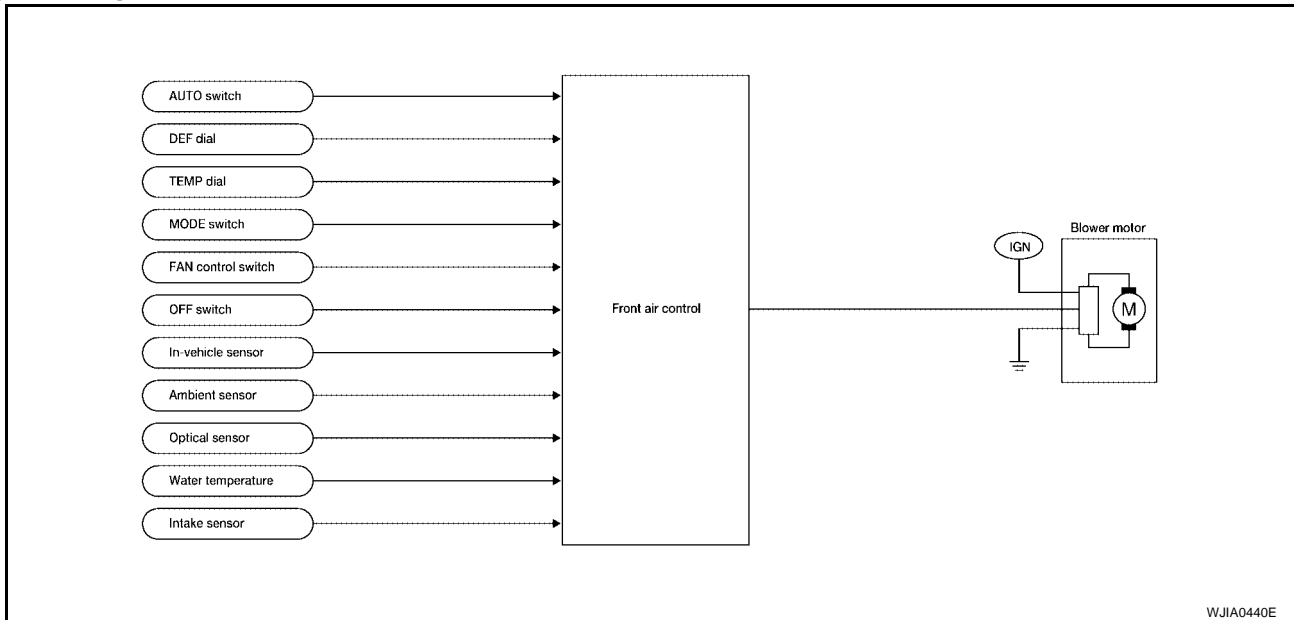 AUTO switch
DEF dial
TEMP dial
MODE switch
FAN control switch
OFF switch
In-vehicle sensor
Ambient sensor
Optical sensor
Water temperature
Intake sensor
Front air control
IGN
Blower motor
M
WJIA0440E